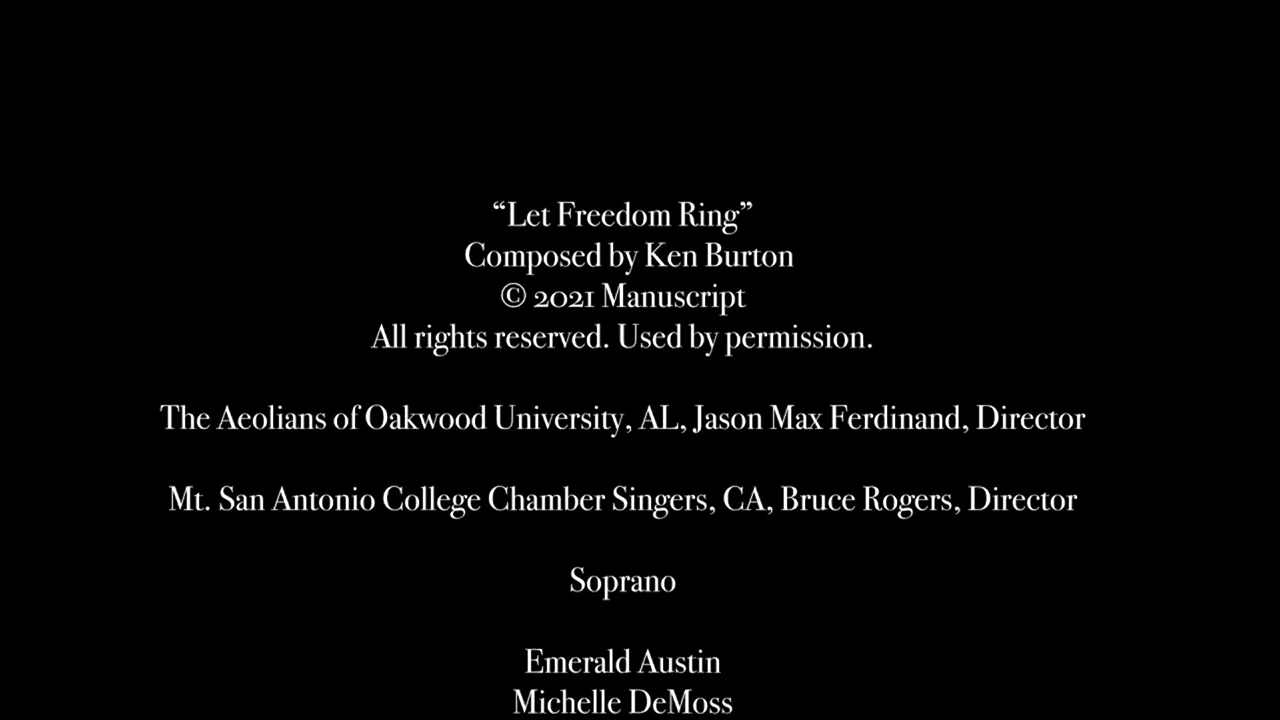 “Let Freedom Ring”
Composed by Ken Burton
© 2021 Manuscript
All rights reserved. Used by permission.
The Aeolians of Oakwood University, AL, Jason Max Ferdinand, Director
Mt. San Antonio College Chamber Singers, CA, Bruce Rogers, Director
Soprano
Emerald Austin
Michelle DeMoss